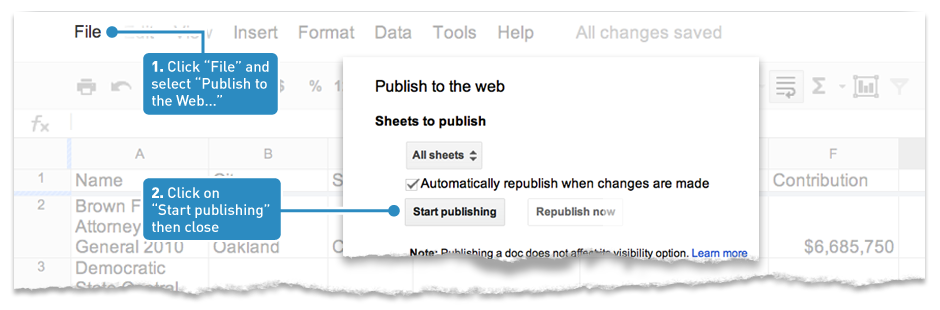 File Edit View Insert Format Data Tools Help All changes saved
1. Click “File” and
select “Publish to
the Web...”
$ % 1
Σ
Publish to the web
Sheets to publish
All sheets
Automatically republish when changes are made
Start publishing Republish now
Note: Publishing a doc does not affect its visibility option. Learn more
2. Click on
“Start publishing”
then close
fx
A B F
1 Name S Contribution
2 Brown F
Attorney
General 2010 Oakland C $6,685,750
3 Democratic
State Central